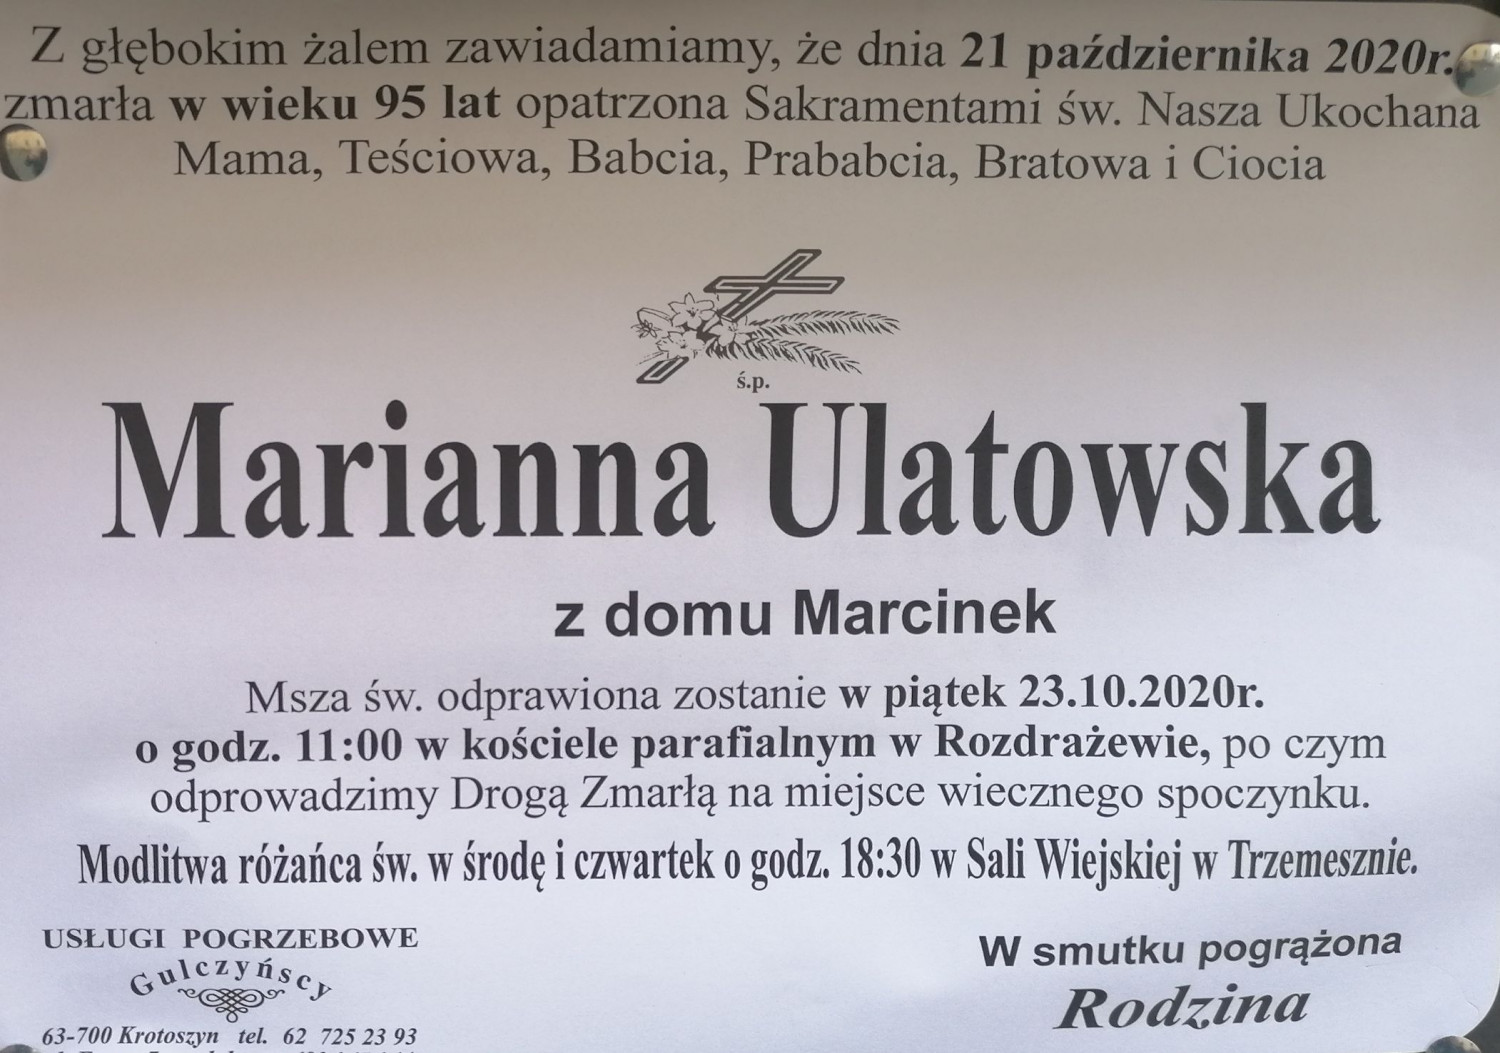 Z głębokim żalem zawiadamiamy, że dnia 21 października 2020r.
zmarła w wieku 95 lat opatrzona Sakramentami św. Nasza Ukochana
Mama, Teściowa, Babcia, Prababcia, Bratowa i Ciocia
ś.p.
Marianna Ulatowska
z domu Marcinek
Msza św. odprawiona zostanie w piątek 23.10.2020r.
o godz. 11:00 w kościele parafialnym w Rozdrażewie, po czym
odprowadzimy Drogą Zmarłą na miejsce wiecznego spoczynku.
Modlitwa różańca św. w środę i czwartek o godz. 18:30 w Sali Wiejskiej w Trzemesznie.
USŁUGI POGRZEBOWE
Gulczyńscy
63-700 Krotoszyn tel. 62 725 23 93
W smutku pogrążona
Rodzina